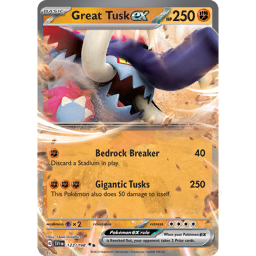 BASIC
Great Tusk ex HP 250
Bedrock Breaker 40
Discard a Stadium in play.
Gigantic Tusks
This Pokémon also does 50 damage to itself.
×2
Pokémon ex rule
When your Pokémon ex is Knocked Out, your opponent takes 2 Prize cards.